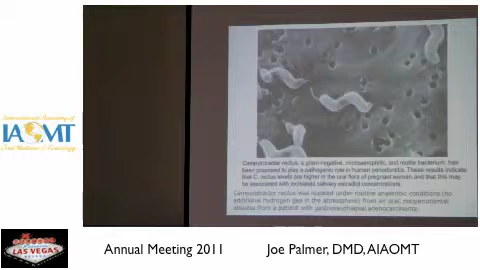 Campylobacter rectus, a gram-negative, microaerophilic, and motile bacterium, has
been proposed to play a pathogenic role in human periodontitis. These results indicate
that C. rectus levels are higher in the oral flora of pregnant women and that this may
be associated with increased salivary estradiol concentrations.
Campylobacter rectus was isolated under routine anaerobic conditions (no
additional hydrogen gas in the atmosphere) from an oral, nonperiodontal
abscess from a patient with gastroesophageal adenocarcinoma.
IA MT
LAS VEGAS
Annual Meeting 2011
Joe Palmer, DMD, AIAOMT